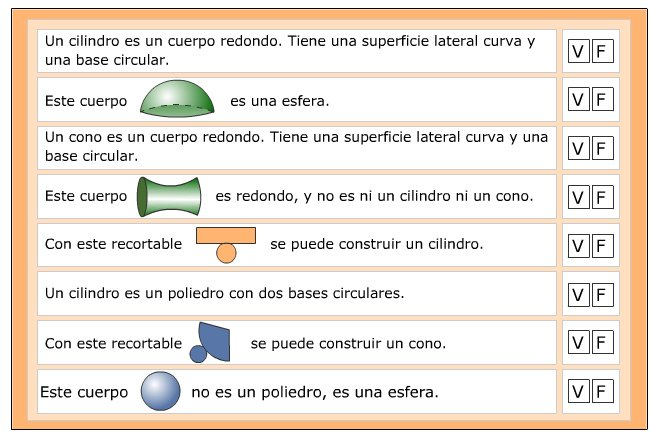 Un cilindro es un cuerpo redondo. Tiene una superficie lateral curva y
una base circular.
V F
Este cuerpo es una esfera.
V F
Un cono es un cuerpo redondo. Tiene una superficie lateral curva y una
base circular.
V F
Este cuerpo es redondo, y no es ni un cilindro ni un cono.
V F
Con este recortable se puede construir un cilindro.
V F
Un cilindro es un poliedro con dos bases circulares.
V F
Con este recortable se puede construir un cono.
V F
Este cuerpo no es un poliedro, es una esfera.
V F